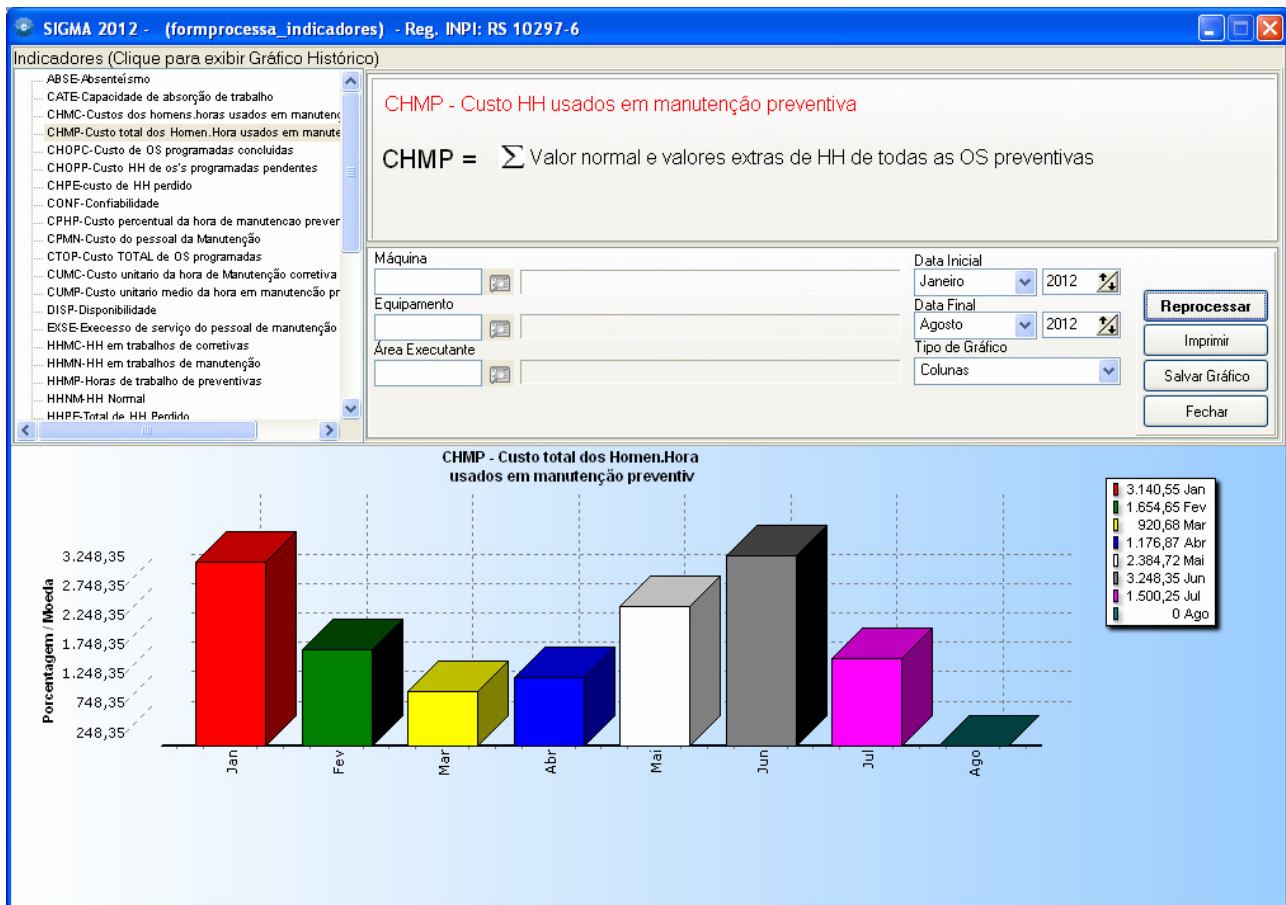 SIGMA 2012 - (formprocessa_indicadores) - Reg. INPI: RS 10297-6
Indicadores (Clique para exibir Gráfico Histórico)
ABSE-Absenteísmo
CATE-Capacidade de absorção de trabalho
CHMC-Custos dos homens.horas usados em manutenç
CHMP-Custo total dos Homen.Hora usados em manute
CHOPC-Custo de OS programadas concluidas
CHOPP-Custo HH de os's programadas pendentes
CHPE-custo de HH perdido
CONF-Confiabilidade
CPHP-Custo percentual da hora de manutencao prever
CPMN-Custo do pessoal da Manutenção
CTOP-Custo TOTAL de OS programadas
CUMC-Custo unitario da hora de Manutenção corretiva
CUMP-Custo unitario medio da hora em manutencão pr
DISP-Disponibilidade
EXSE-Execesso de serviço do pessoal de manutenção
HHMC-HH em trabalhos de corretivas
HHMN-HH em trabalhos de manutenção
HHMP-Horas de trabalho de preventivas
HHNM-HH Normal
HHPE-Total de HH Perdido
CHMP - Custo HH usados em manutenção preventiva
CHMP = Σ Valor normal e valores extras de HH de todas as OS preventivas
Máquina
Equipamento
Área Executante
Data Inicial
Janeiro 2012
Data Final
Agosto 2012
Tipo de Gráfico
Colunas
Reprocessar
Imprimir
Salvar Gráfico
Fechar
CHMP - Custo total dos Homen.Hora
usados em manutenção preventiv
Porcentagem / Moeda
3.248,35
2.748,35
2.248,35
1.748,35
1.248,35
748,35
248,35
Jan
Fev
Mar
Abr
Mai
Jun
Jul
Ago
3.140,55 Jan
1.654,65 Fev
920,68 Mar
1.176,87 Abr
2.384,72 Mai
3.248,35 Jun
1.500,25 Jul
0 Ago